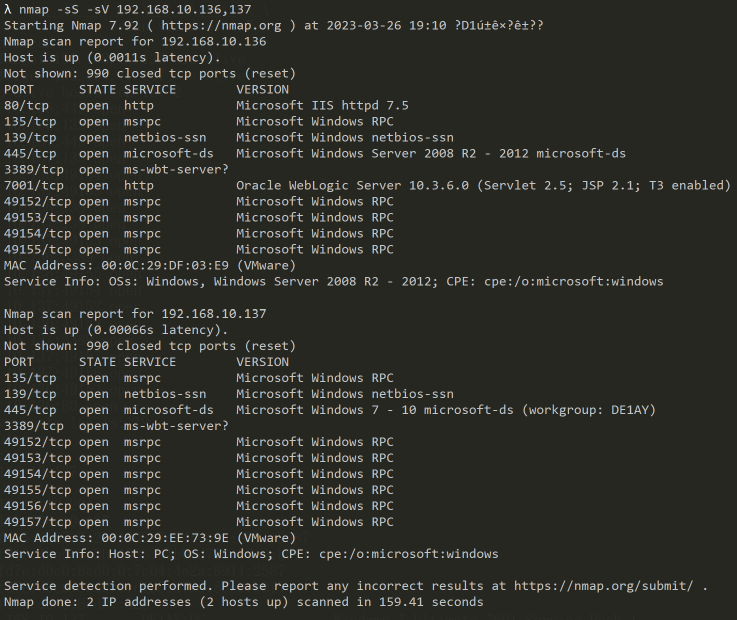 λ nmap -sS -sV 192.168.10.136,137
Starting Nmap 7.92 ( https://nmap.org ) at 2023-03-26 19:10 ?D1ú±ê×?ê±??
Nmap scan report for 192.168.10.136
Host is up (0.0011s latency).
Not shown: 990 closed tcp ports (reset)
PORT      STATE SERVICE        VERSION
80/tcp    open  http           Microsoft IIS httpd 7.5
135/tcp   open  msrpc          Microsoft Windows RPC
139/tcp   open  netbios-ssn    Microsoft Windows netbios-ssn
445/tcp   open  microsoft-ds   Microsoft Windows Server 2008 R2 - 2012 microsoft-ds
3389/tcp  open  ms-wbt-server?
7001/tcp  open  http           Oracle WebLogic Server 10.3.6.0 (Servlet 2.5; JSP 2.1; T3 enabled)
49152/tcp open  msrpc          Microsoft Windows RPC
49153/tcp open  msrpc          Microsoft Windows RPC
49154/tcp open  msrpc          Microsoft Windows RPC
49155/tcp open  msrpc          Microsoft Windows RPC
MAC Address: 00:0C:29:DF:03:E9 (VMware)
Service Info: OSs: Windows, Windows Server 2008 R2 - 2012; CPE: cpe:/o:microsoft:windows

Nmap scan report for 192.168.10.137
Host is up (0.00066s latency).
Not shown: 990 closed tcp ports (reset)
PORT      STATE SERVICE        VERSION
135/tcp   open  msrpc          Microsoft Windows RPC
139/tcp   open  netbios-ssn    Microsoft Windows netbios-ssn
445/tcp   open  microsoft-ds   Microsoft Windows 7 - 10 microsoft-ds (workgroup: DE1AY)
3389/tcp  open  ms-wbt-server?
49152/tcp open  msrpc          Microsoft Windows RPC
49153/tcp open  msrpc          Microsoft Windows RPC
49154/tcp open  msrpc          Microsoft Windows RPC
49155/tcp open  msrpc          Microsoft Windows RPC
49156/tcp open  msrpc          Microsoft Windows RPC
49157/tcp open  msrpc          Microsoft Windows RPC
MAC Address: 00:0C:29:EE:73:9E (VMware)
Service Info: Host: PC; OS: Windows; CPE: cpe:/o:microsoft:windows

Service detection performed. Please report any incorrect results at https://nmap.org/submit/ .
Nmap done: 2 IP addresses (2 hosts up) scanned in 159.41 seconds